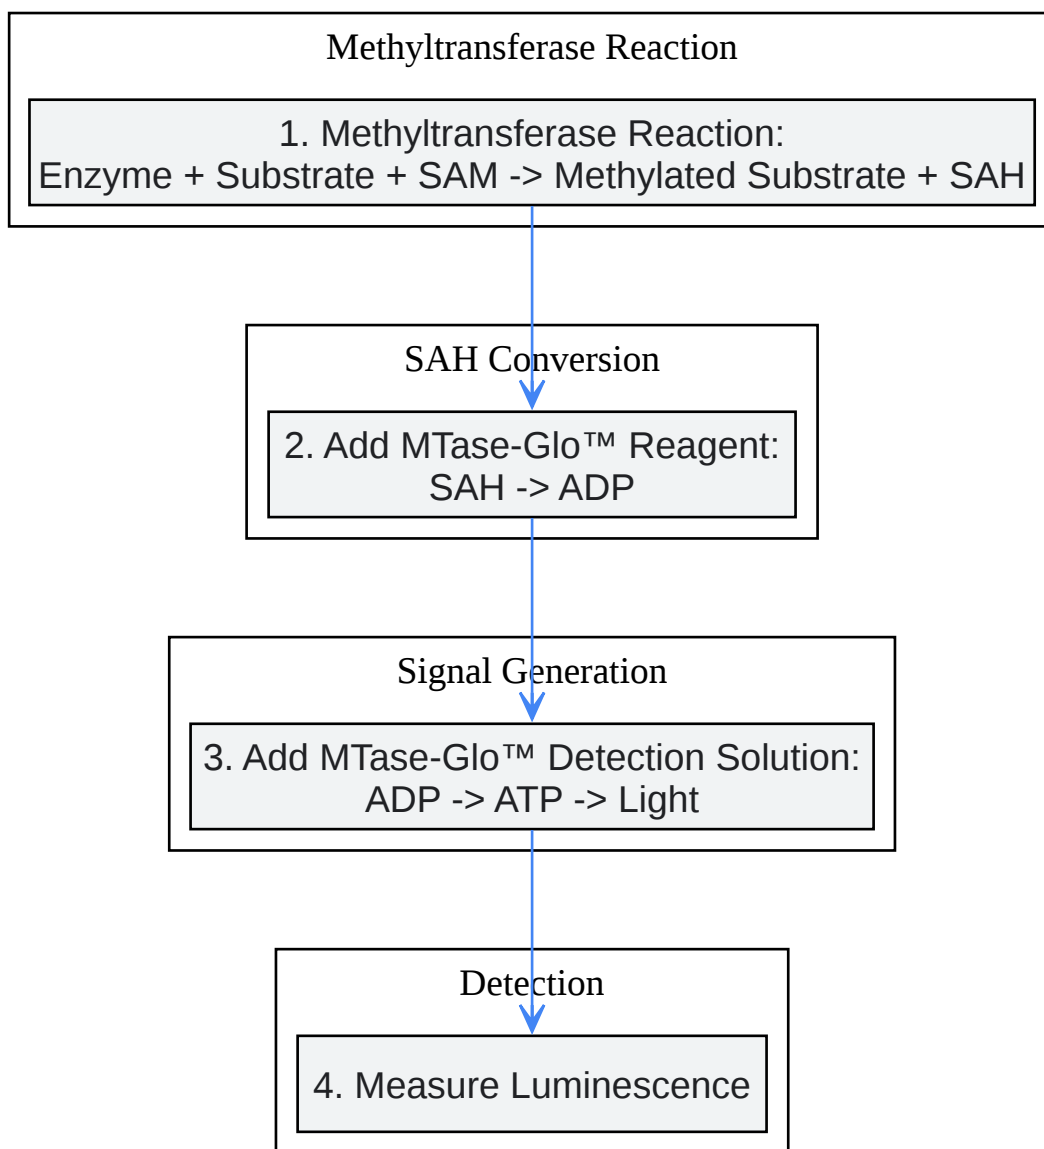 Methyltransferase Reaction
1. Methyltransferase Reaction:
Enzyme + Substrate + SAM -> Methylated Substrate + SAH
SAH Conversion
2. Add MTase-Glo™ Reagent:
SAH -> ADP
Signal Generation
3. Add MTase-Glo™ Detection Solution:
ADP -> ATP -> Light
Detection
4. Measure Luminescence